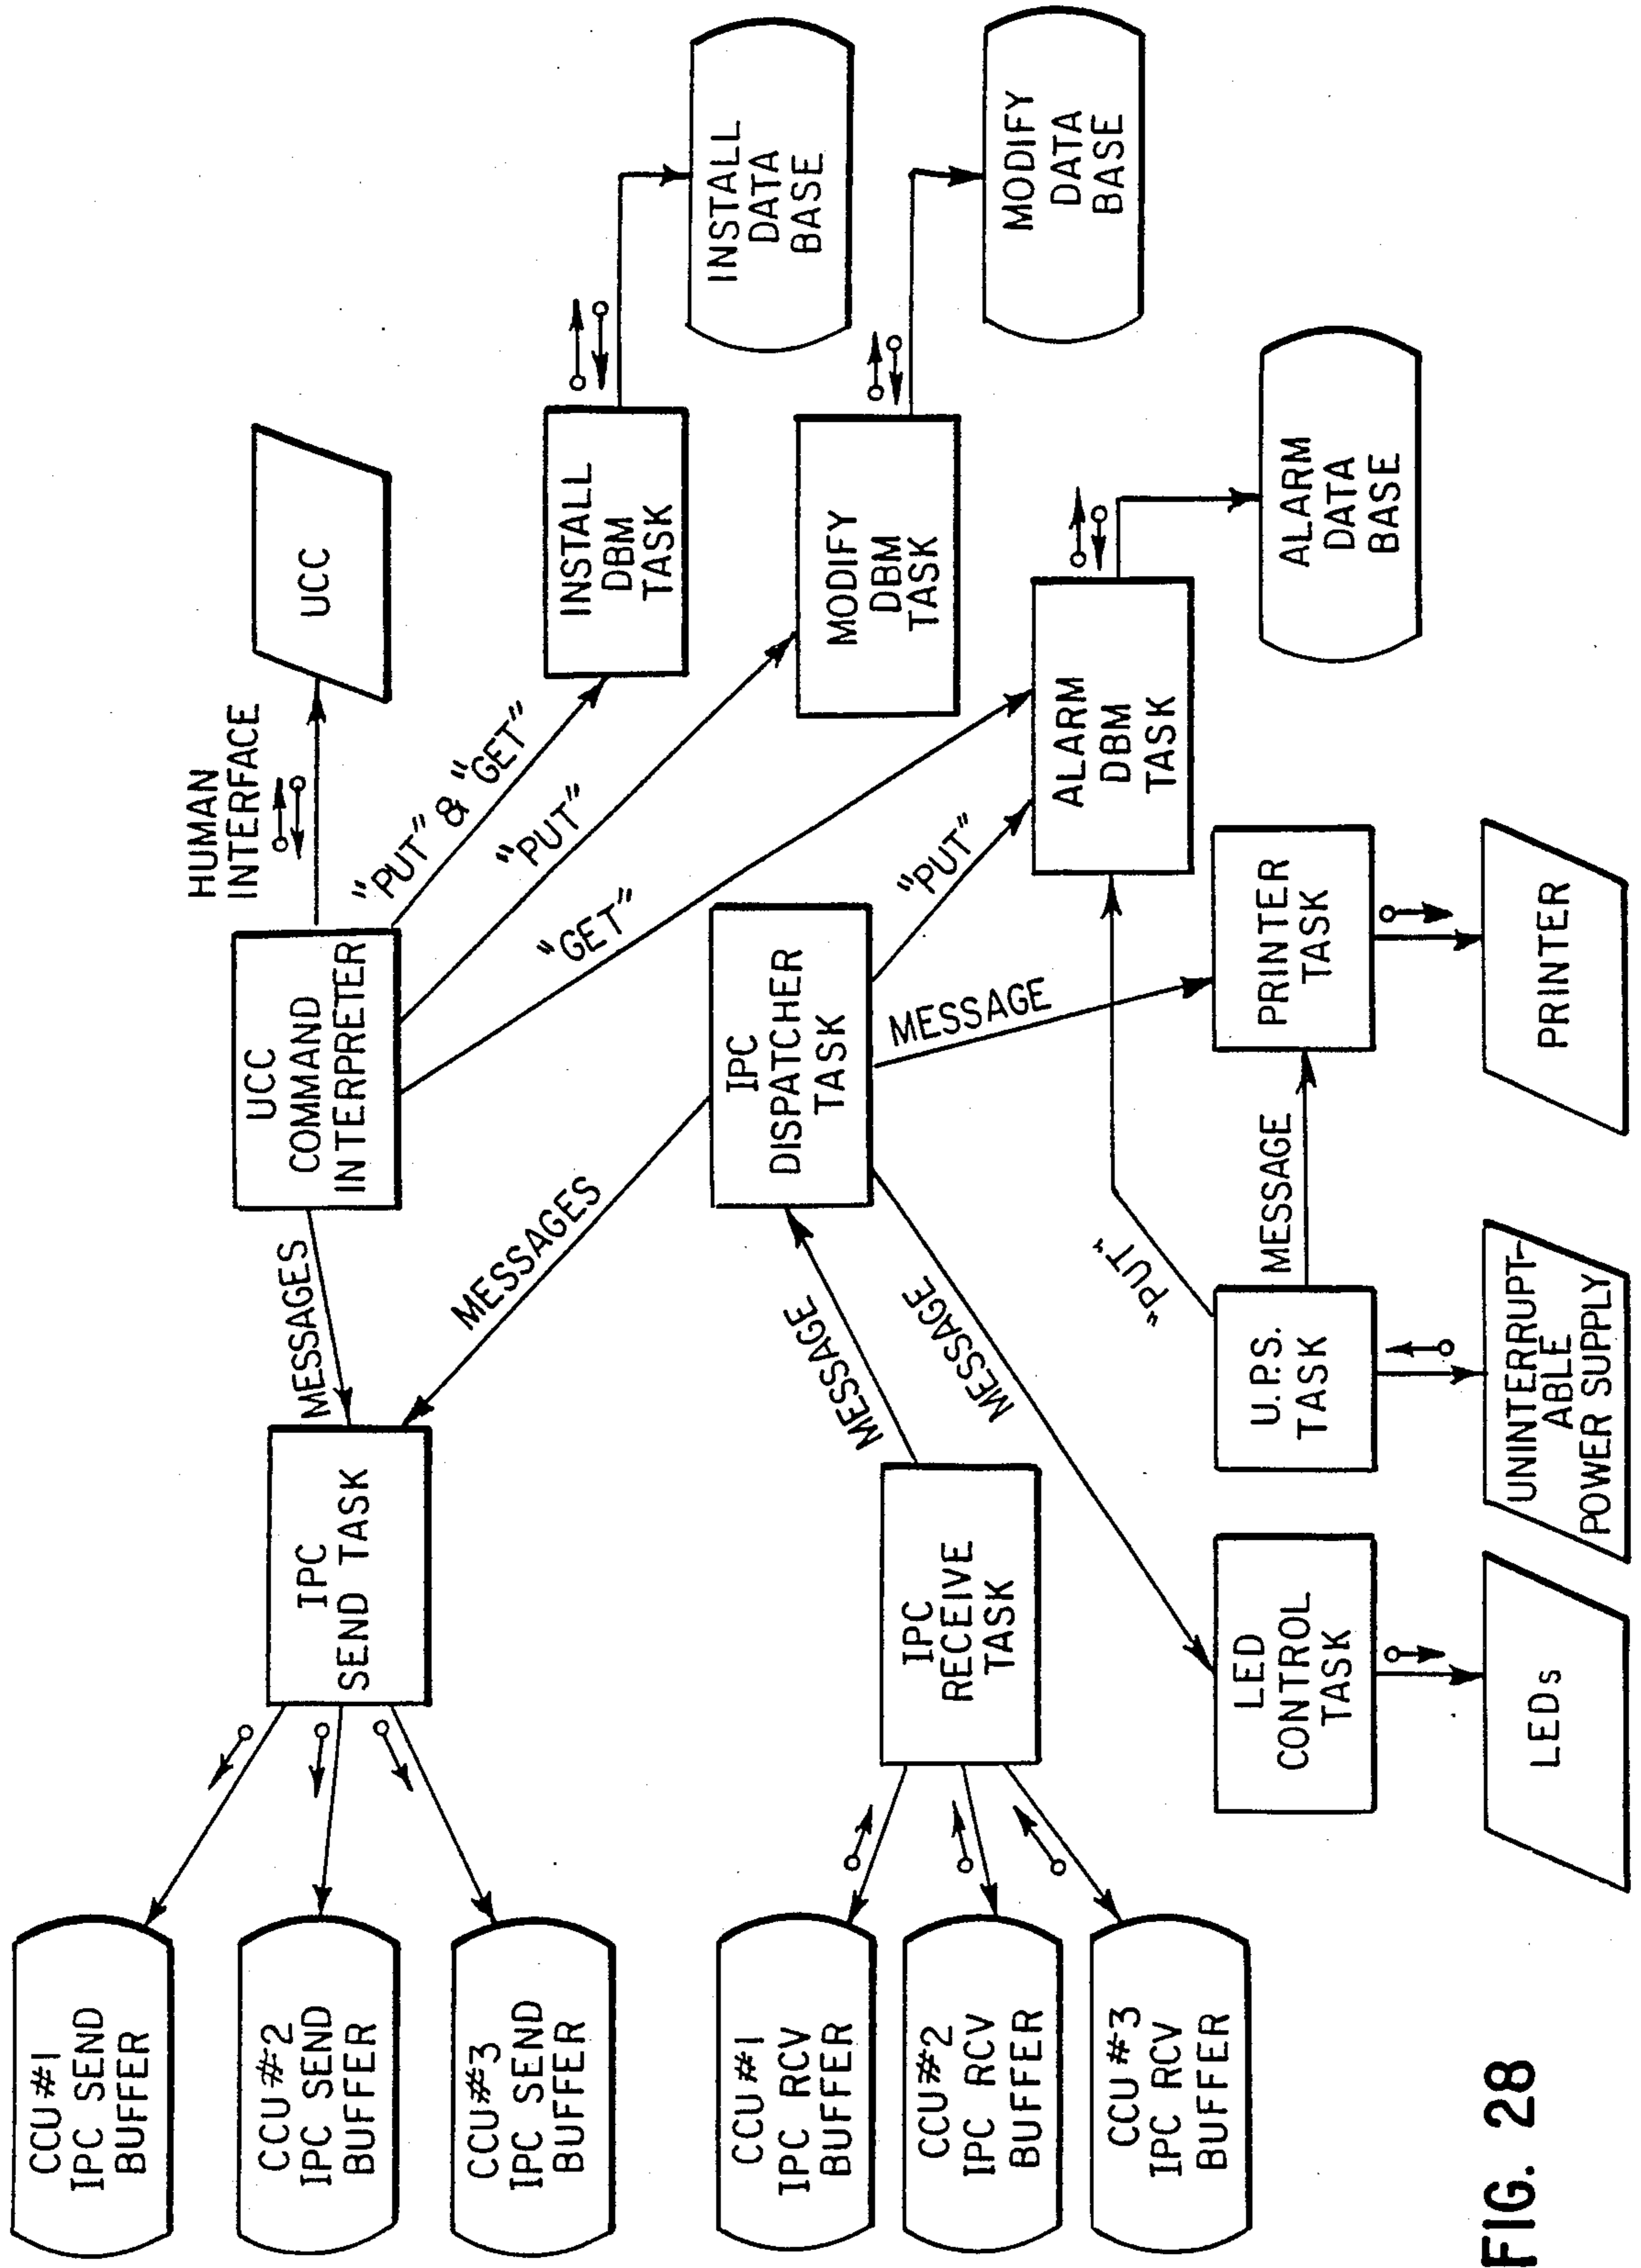 HUMAN
INTERFACE
UCC
UCC
COMMAND
INTERPRETER
MESSAGES
"PUT" & "GET"
"PUT"
"GET"
IPC
SEND TASK
CCU #1
IPC SEND
BUFFER
CCU #2
IPC SEND
BUFFER
CCU #3
IPC SEND
BUFFER
MESSAGES
INSTALL
DBM
TASK
INSTALL
DATA
BASE
MODIFY
DBM
TASK
MODIFY
DATA
BASE
IPC
DISPATCHER
TASK
"PUT"
ALARM
DBM
TASK
ALARM
DATA
BASE
CCU #1
IPC RCV
BUFFER
CCU #2
IPC RCV
BUFFER
CCU #3
IPC RCV
BUFFER
IPC
RECEIVE
TASK
MESSAGE
MESSAGE
MESSAGE
"PUT"
LED
CONTROL
TASK
U.P.S.
TASK
MESSAGE
PRINTER
TASK
LEDs
UNINTERRUPT-
ABLE
POWER SUPPLY
PRINTER
FIG. 28